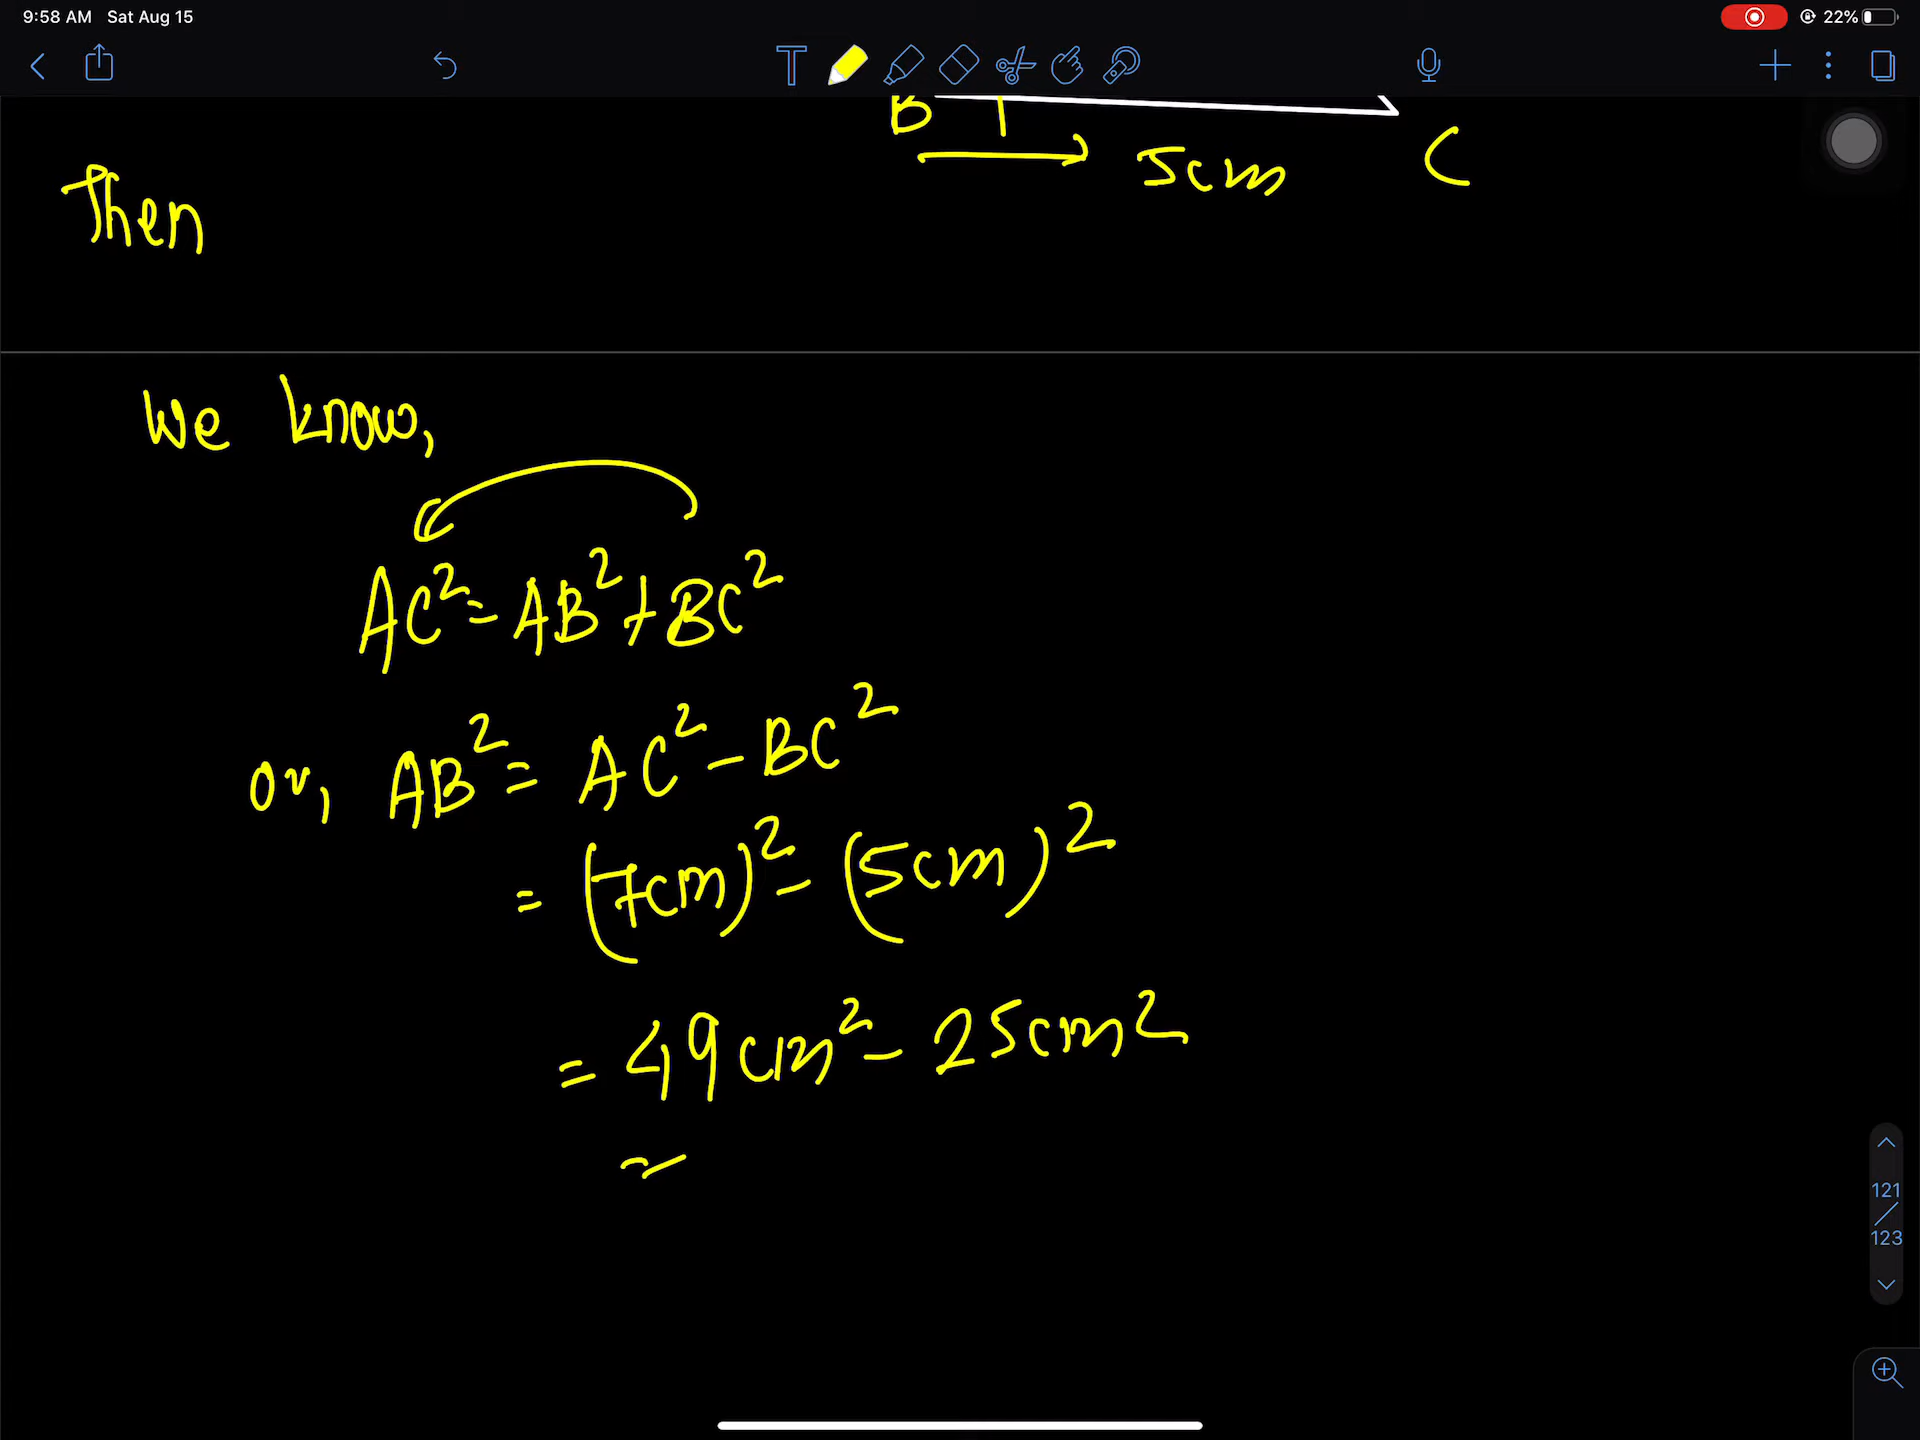 9:58 AM Sat Aug 15
22%
T
B
5cm
C
Then
We know,
AC²=AB²+BC²
or, AB²= AC²-BC²
= (7cm)²- (5cm)²
= 49cm²- 25cm²
=
121
123